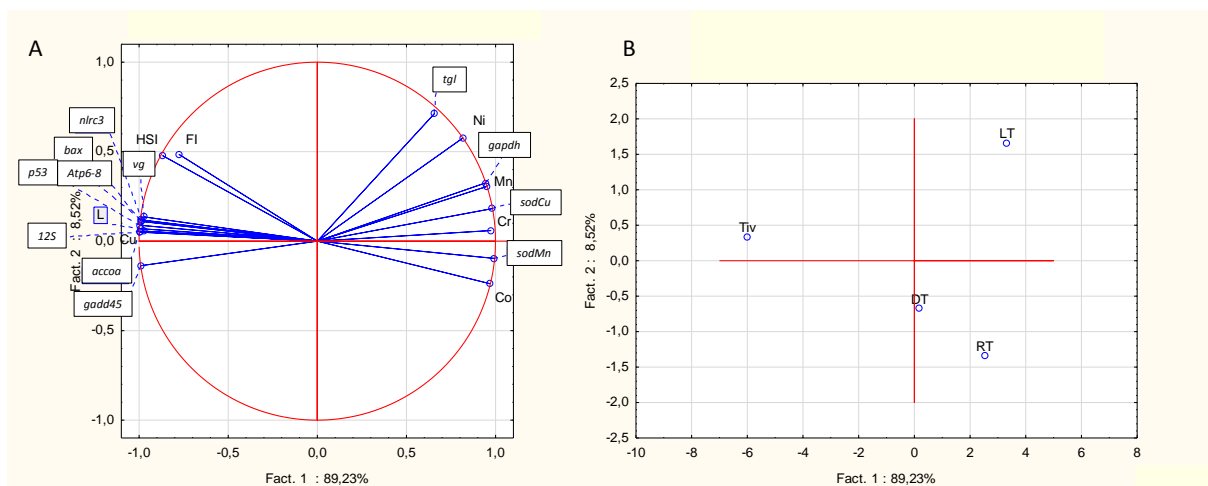 A
1,0
0,5
0,0
-0,5
-1,0
-1,0
-0,5
0,0
0,5
1,0
Fact. 1 : 89,23%
Fact. 2 : 8,52%
nlrc3
bax
p53
Atp6-8
vg
L
12S
Cu
accoa
gadd45
HSI
FI
tgl
Ni
gapdh
Mn
sodCu
Cr
sodMn
Co
B
2,5
2,0
1,5
1,0
0,5
0,0
-0,5
-1,0
-1,5
-2,0
-2,5
-10
-8
-6
-4
-2
0
2
4
6
8
Fact. 1 : 89,23%
Fact. 2 : 8,52%
LT
Tiv
DT
RT